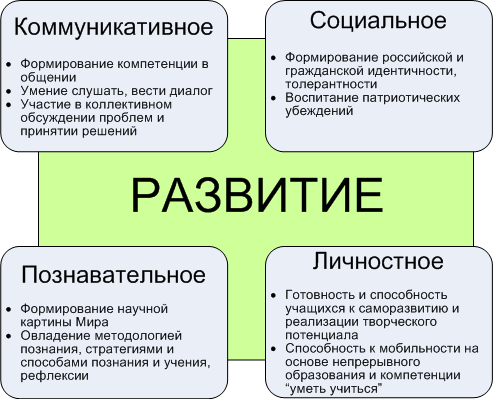 Коммуникативное
• Формирование компетенции в
общении
• Умение слушать, вести диалог
• Участие в коллективном
обсуждении проблем и
принятии решений
Социальное
• Формирование российской и
гражданской идентичности,
толерантности
• Воспитание патриотических
убеждений
РАЗВИТИЕ
Познавательное
• Формирование научной
картины Мира
• Овладение методологией
познания, стратегиями и
способами познания и учения,
рефлексии
Личностное
• Готовность и способность
учащихся к саморазвитию и
реализации творческого
потенциала
• Способность к мобильности на
основе непрерывного
образования и компетенции
“уметь учиться"